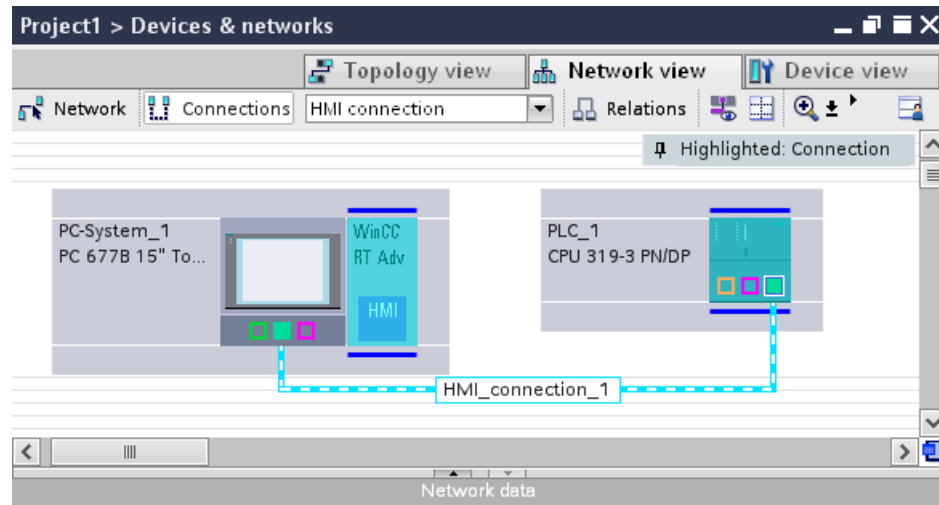 Project1 > Devices & networks
Topology view
Network view
Device view
Network
Connections
HMI connection
Relations
Highlighted: Connection
PC-System_1
PC 677B 15" To...
WinCC
RT Adv
HMI
PLC_1
CPU 319-3 PN/DP
HMI_connection_1
Network data